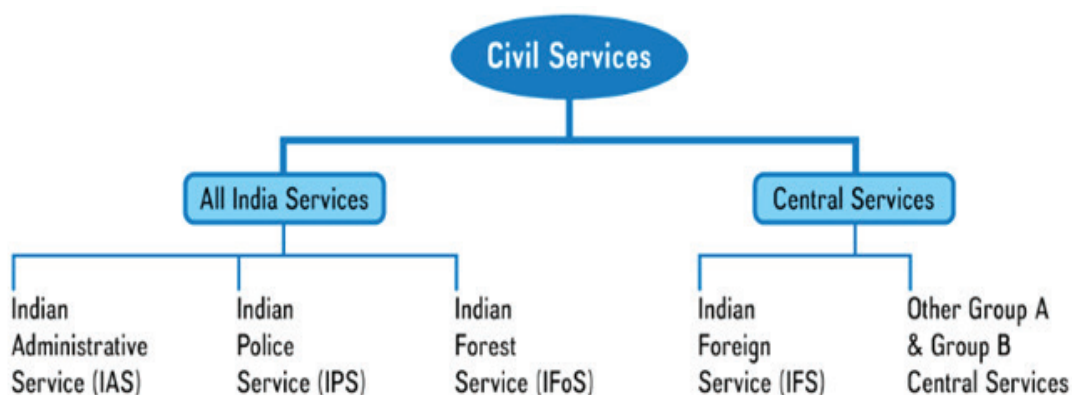 Civil Services
All India Services
Central Services
Indian
Administrative
Service (IAS)
Indian
Police
Service (IPS)
Indian
Forest
Service (IFoS)
Indian
Foreign
Service (IFS)
Other Group A
& Group B
Central Services